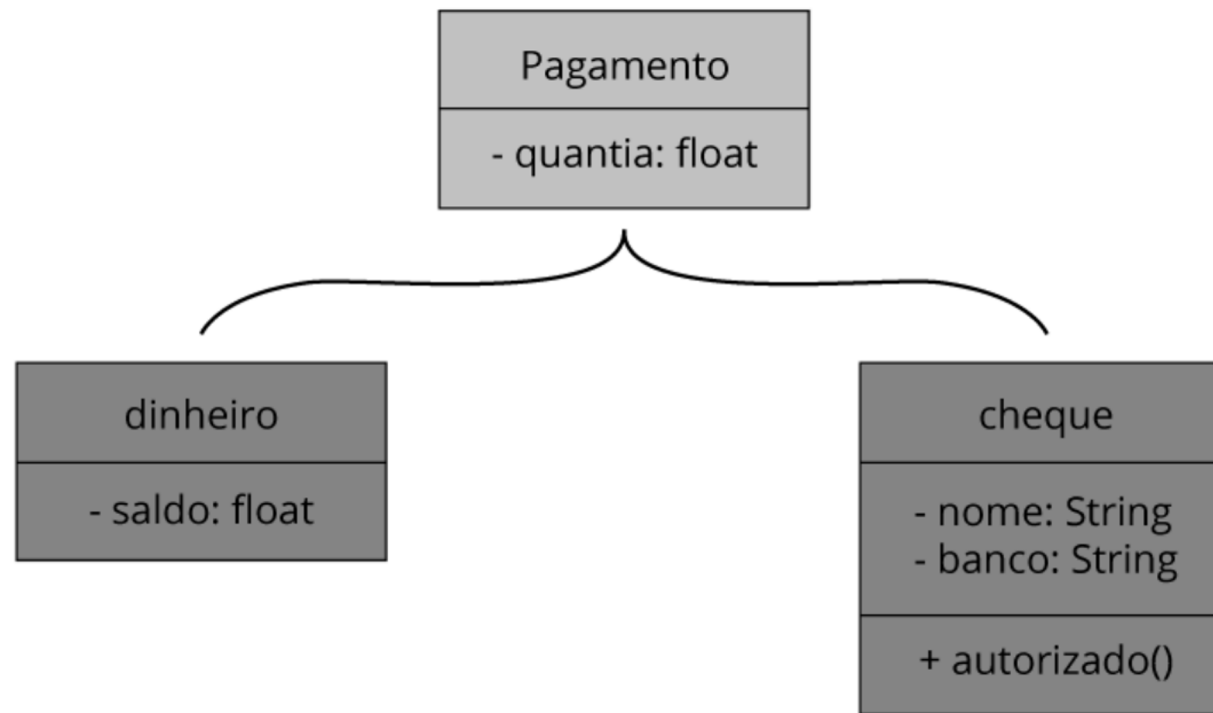 Pagamento
- quantia: float
dinheiro
- saldo: float
cheque
- nome: String
- banco: String
+ autorizado()